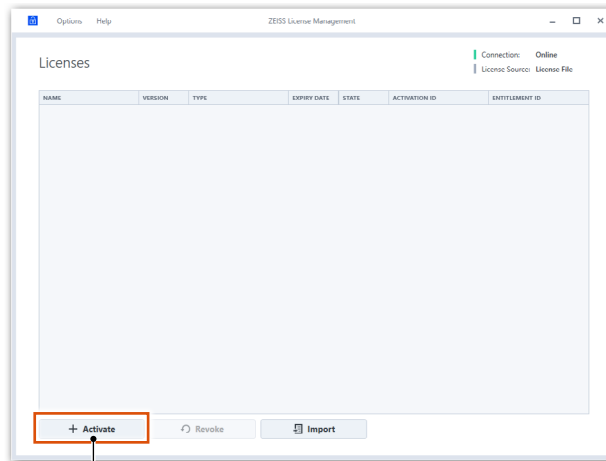 Options Help ZEISS License Management
Licenses
Connection: Online
License Source: License File
NAME VERSION TYPE EXPIRY DATE STATE ACTIVATION ID ENTITLEMENT ID
+ Activate Revoke Import